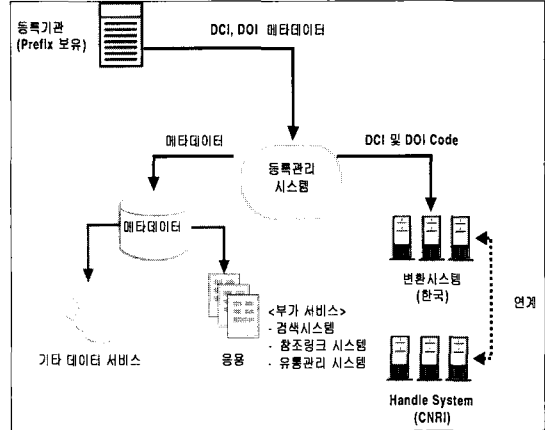 등록기관
(Prefix 보유)
DCI, DOI 메타데이터
메타데이터
DCI 및 DOI Code
등록관리
시스템
메타데이터
변환시스템
(한국)
연계
<부가 서비스>
- 검색시스템
- 참조링크 시스템
- 유통관리 시스템
기타 데이터 서비스
응용
Handle System
(CNRI)